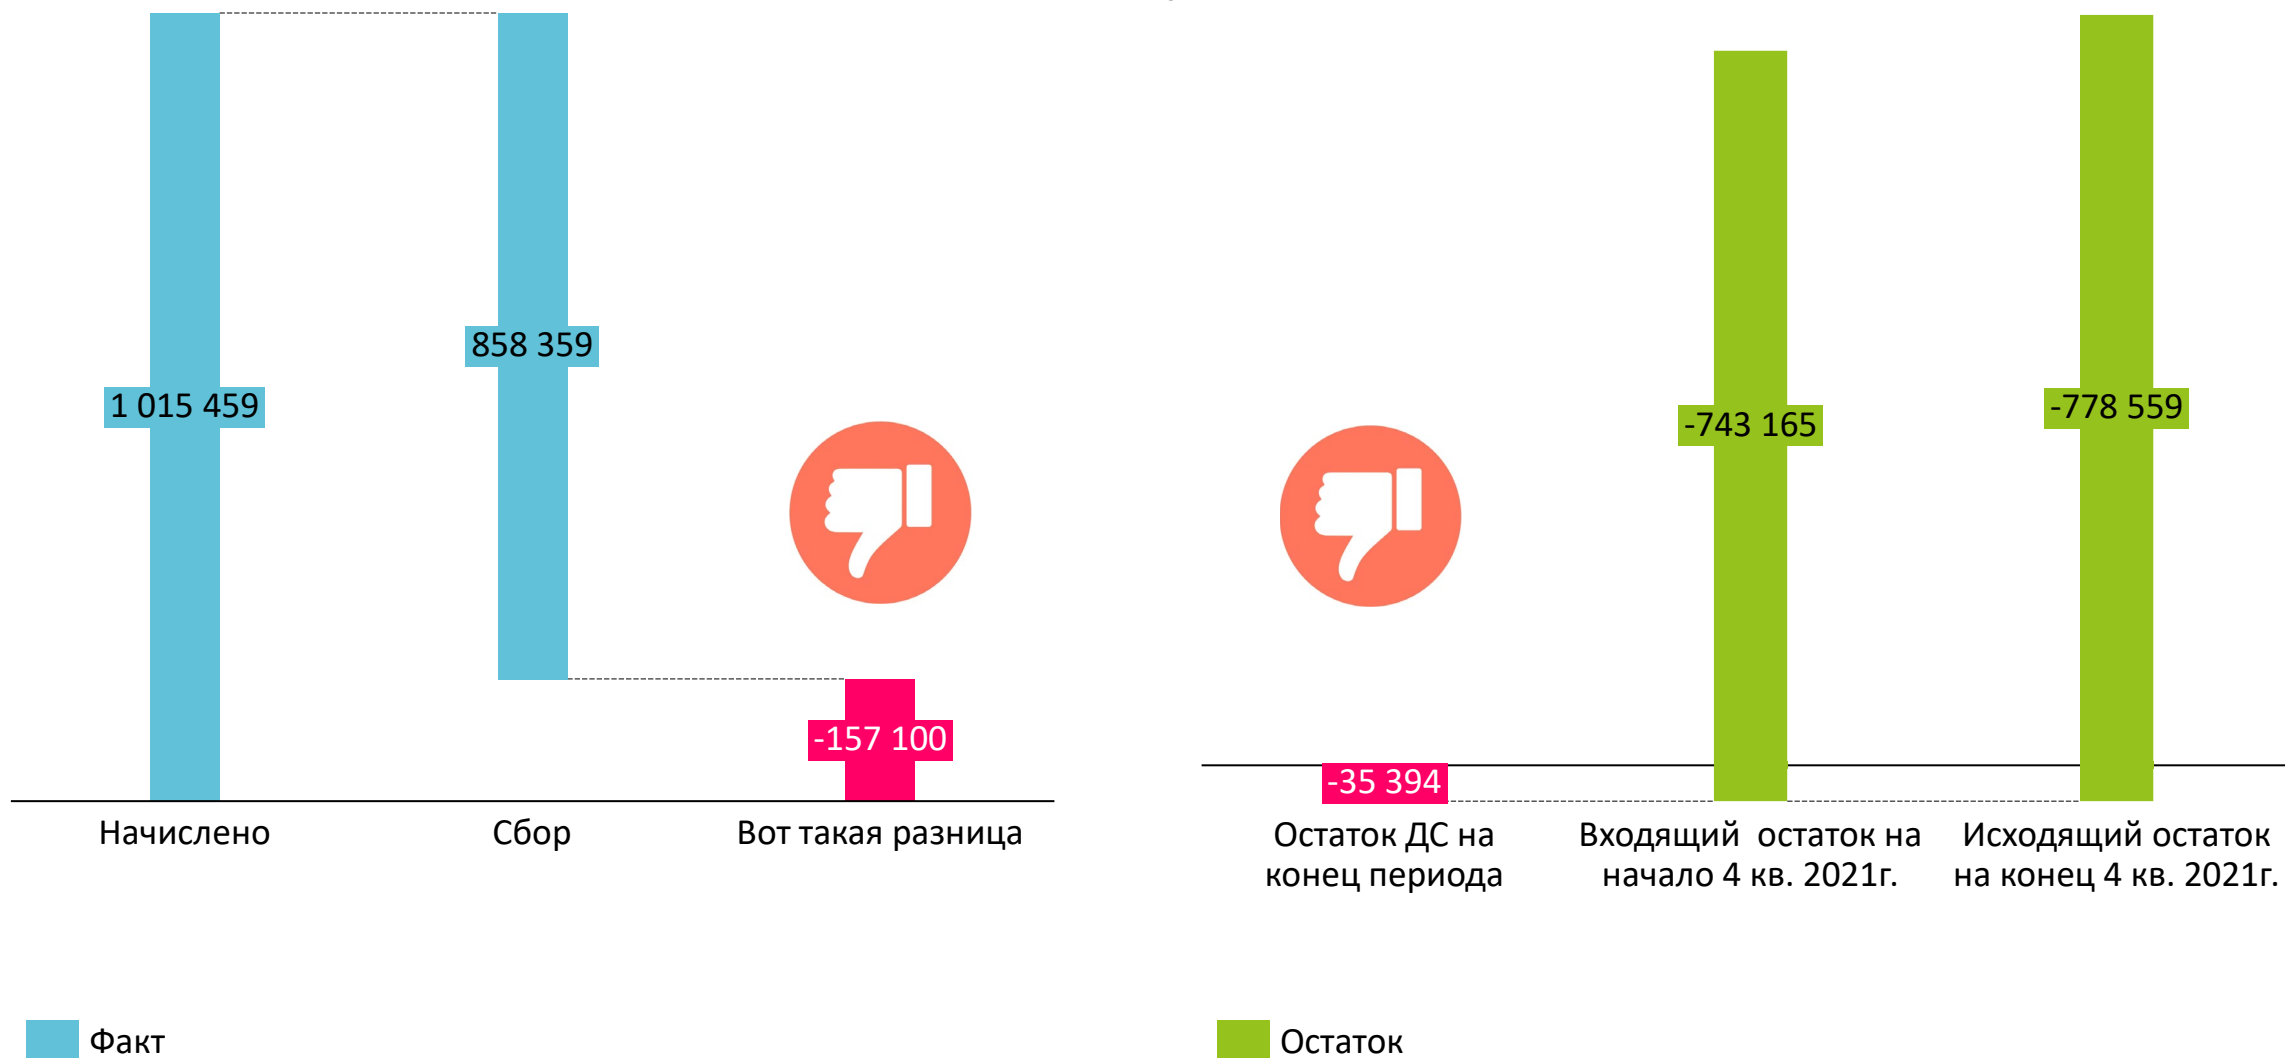 1 015 459
858 359
-157 100
Начислено
Сбор
Вот такая разница
Факт
-35 394
-743 165
-778 559
Остаток ДС на
конец периода
Входящий остаток на
начало 4 кв. 2021г.
Исходящий остаток
на конец 4 кв. 2021г.
Остаток